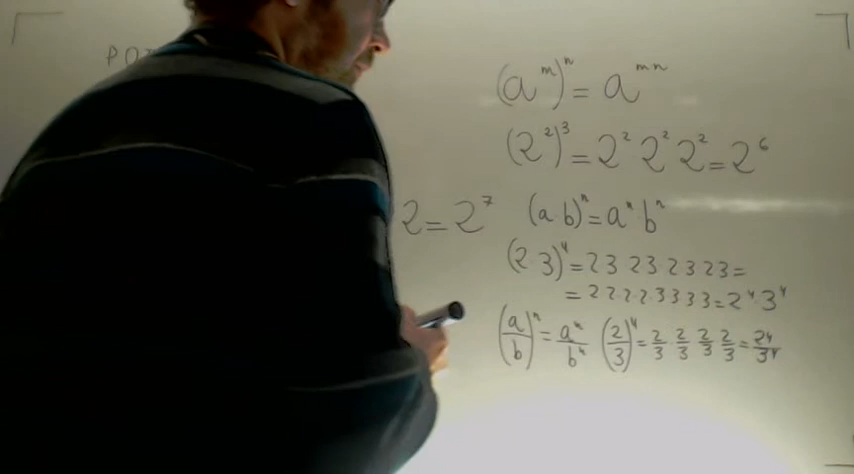 POT
(a^m)^n = a^mn
(2^2)^3 = 2^2 2^2 2^2 = 2^6
2 = 2^7 (a·b)^n = a^n·b^n
(2·3)^4 = 2·3 2·3·2·3 2·3 =
= 2·2·2·2·3·3·3·3 = 2^4·3^4
(a/b)^n = a^n/b^n (2/3)^4 = 2/3 · 2/3 · 2/3 · 2/3 = 2^4/3^4